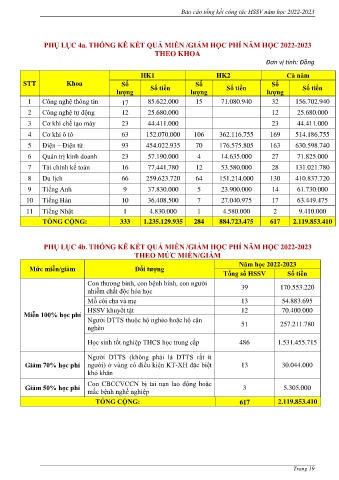 Báo cáo tổng kết công tác HSSV năm học 2022-2023
PHỤ LỤC 4a. THỐNG KÊ KẾT QUẢ MIỄN /GIẢM HỌC PHÍ NĂM HỌC 2022-2023
THEO KHOA
Đơn vị tính: Đồng
STT Khoa HK1 HK2 Cả năm
Số lượng Số tiền Số lượng Số tiền Số lượng Số tiền
1 Công nghệ thông tin 17 85.622.000 15 71.080.940 32 156.702.940
2 Công nghệ tự động 12 25.680.000 12 25.680.000
3 Cơ khí chế tạo máy 23 44.411.000 23 44.411.000
4 Cơ khí ô tô 63 152.070.000 106 362.116.755 169 514.186.755
5 Điện – Điện tử 93 454.022.935 70 176.575.805 163 630.598.740
6 Quản trị kinh doanh 23 57.190.000 4 14.635.000 27 71.825.000
7 Tài chính kế toán 16 77.441.780 12 53.580.000 28 131.021.780
8 Du lịch 66 259.623.720 64 151.214.000 130 410.837.720
9 Tiếng Anh 9 37.830.000 5 23.900.000 14 61.730.000
10 Tiếng Hàn 10 36.408.500 7 27.040.975 17 63.449.475
11 Tiếng Nhật 1 4.830.000 1 4.580.000 2 9.410.000
TỔNG CỘNG: 333 1.235.129.935 284 884.723.475 617 2.119.853.410
PHỤ LỤC 4b. THỐNG KÊ KẾT QUẢ MIỄN /GIẢM HỌC PHÍ NĂM HỌC 2022-2023
THEO MỨC MIỄN/GIẢM
Mức miễn/giảm Đối tượng Năm học 2022-2023
Tổng số HSSV Số tiền
Miễn 100% học phí
Con thương binh, con bệnh binh, con người
nhiễm chất độc hóa học 39 170.553.220
Mồ côi cha và mẹ 13 54.883.695
HSSV khuyết tật 12 70.400.000
Người DTTS thuộc hộ nghèo hoặc hộ cận
nghèo 51 257.211.780
Học sinh tốt nghiệp THCS học trung cấp 486 1.531.455.715
Giảm 70% học phí
Người DTTS (không phải là DTTS rất ít
người) ở vùng có điều kiện KT-XH đặc biệt
khó khăn 13 30.044.000
Giảm 50% học phí
Con CBCCVCCN bị tai nạn lao động hoặc
mắc bệnh nghề nghiệp 3 5.305.000
TỔNG CỘNG: 617 2.119.853.410
Trang 19